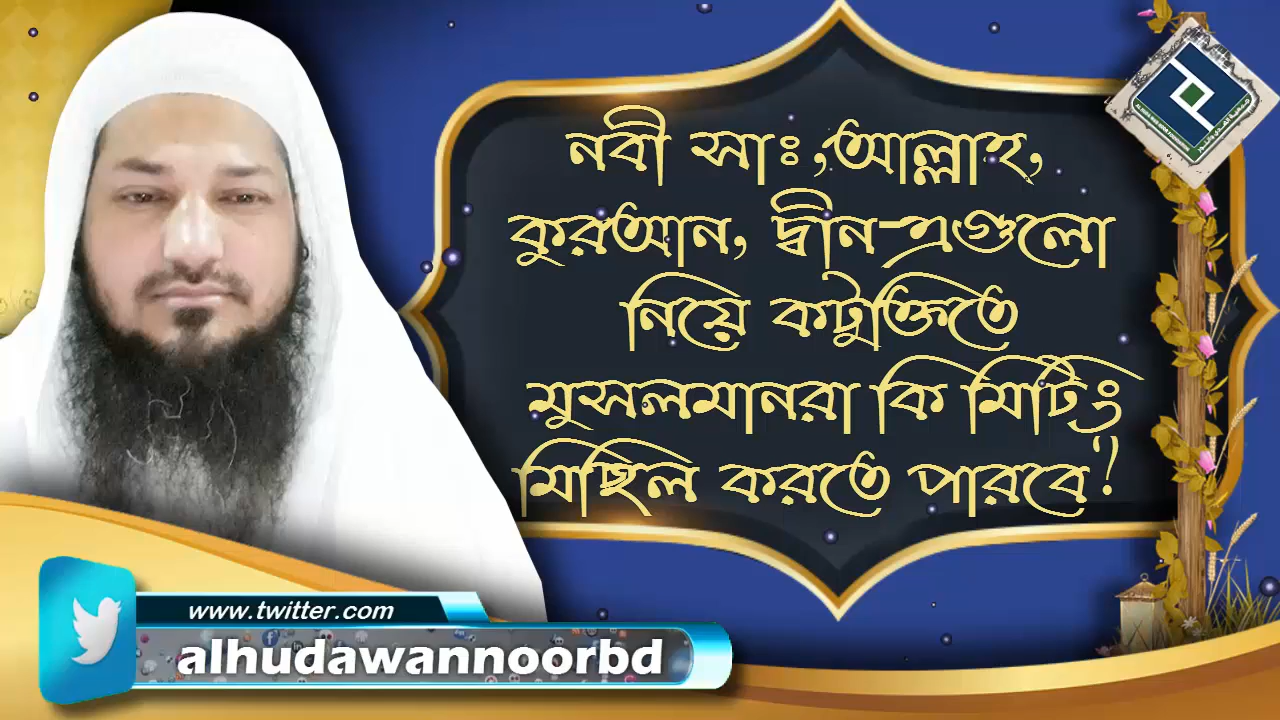 নবী সাঃ,আল্লাহ,
কুরআন, দ্বীন-এগুলো
নিয়ে কটুক্তিতে
মুসলমানরা কি মিটিং
মিছিল করতে পারবে?
www.twitter.com
alhudawannoorbd